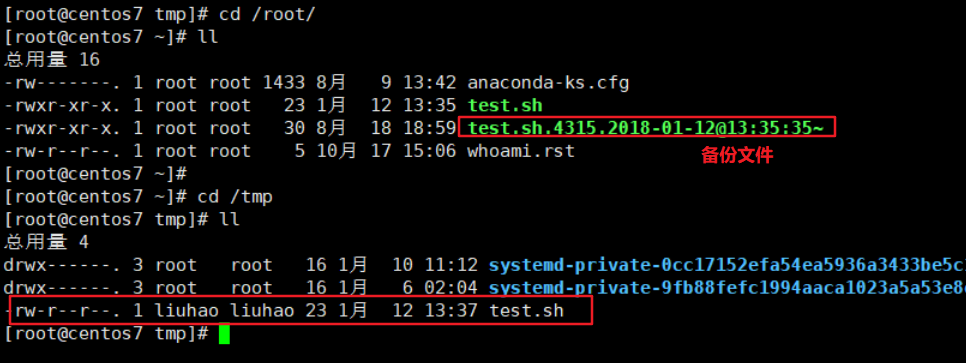 [root@centos7 tmp]# cd /root/
[root@centos7 ~]# ll
总用量 16
-rw-------. 1 root root 1433 8月   9 13:42 anaconda-ks.cfg
-rwxr-xr-x. 1 root root   23 1月  12 13:35 test.sh
-rwxr-xr-x. 1 root root   30 8月  18 18:59 test.sh.4315.2018-01-12@13:35:35~
备份文件
-rw-r--r--. 1 root root    5 10月 17 15:06 whoami.rst
[root@centos7 ~]#
[root@centos7 ~]# cd /tmp
[root@centos7 tmp]# ll
总用量 4
drwx------. 3 root   root   16 1月  10 11:12 systemd-private-0cc17152efa54ea5936a3433be5c
drwx------. 3 root   root   16 1月   6 02:04 systemd-private-9fb88fefc1994aaca1023a5a53e8
-rw-r--r--. 1 liuhao liuhao 23 1月  12 13:37 test.sh
[root@centos7 tmp]#